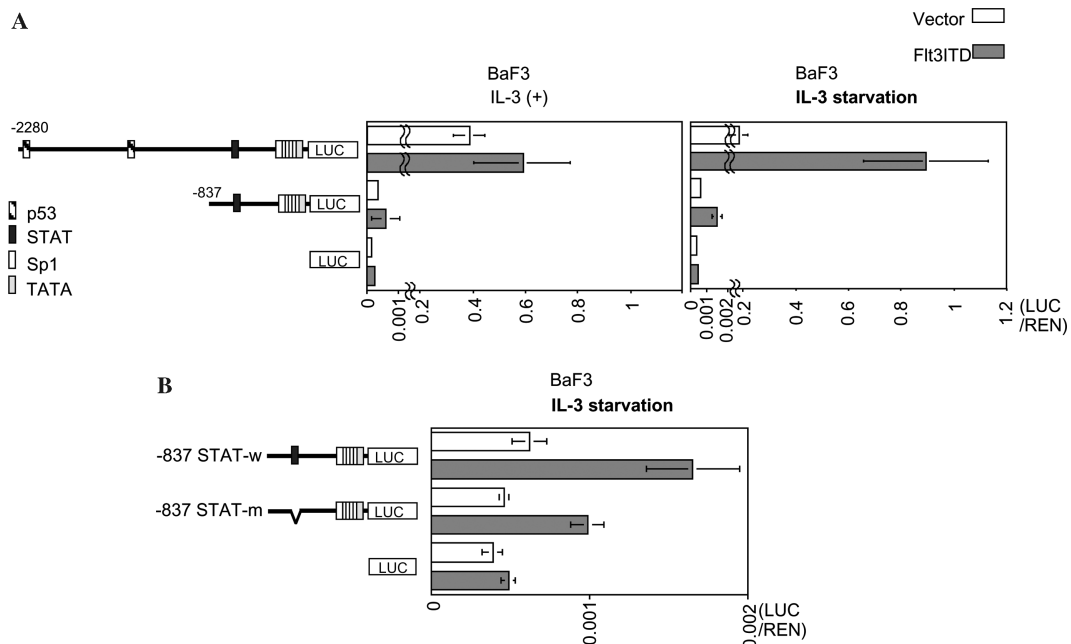 A
Vector
Flt3ITD
BaF3
IL-3 (+)
BaF3
IL-3 starvation
-2280
LUC
-837
LUC
LUC
p53
STAT
Sp1
TATA
0
0.001
0.2
0.4
0.6
0.8
1
0
0.001
0.002
0.2
0.4
0.6
0.8
1
1.2
(LUC
/REN)
B
BaF3
IL-3 starvation
-837 STAT-w
LUC
-837 STAT-m
LUC
LUC
0
0.001
0.002
(LUC
/REN)